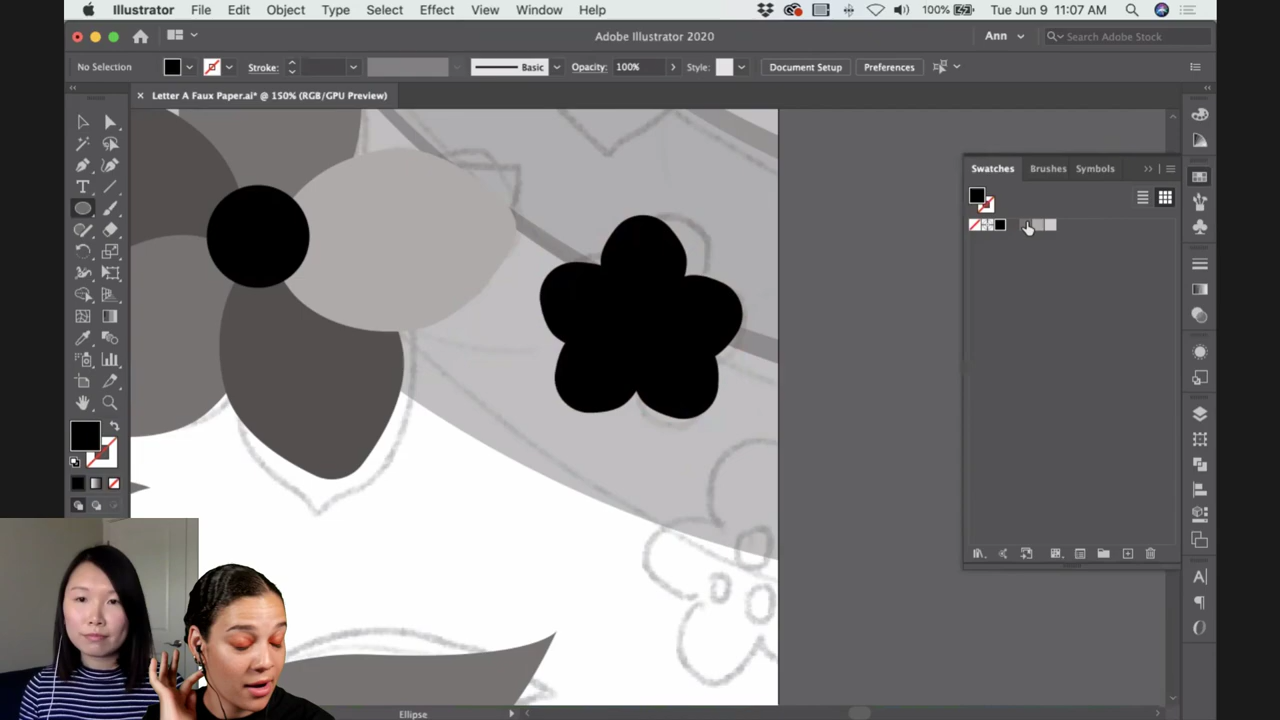 Illustrator File Edit Object Type Select Effect View Window Help 100% Tue Jun 9 11:07 AM
Adobe Illustrator 2020 Ann Search Adobe Stock
No Selection Stroke: Basic Opacity: 100% Style: Document Setup Preferences
× Letter A Faux Paper.ai* @ 150% (RGB/GPU Preview)
Swatches Brushes Symbols
Ellipse